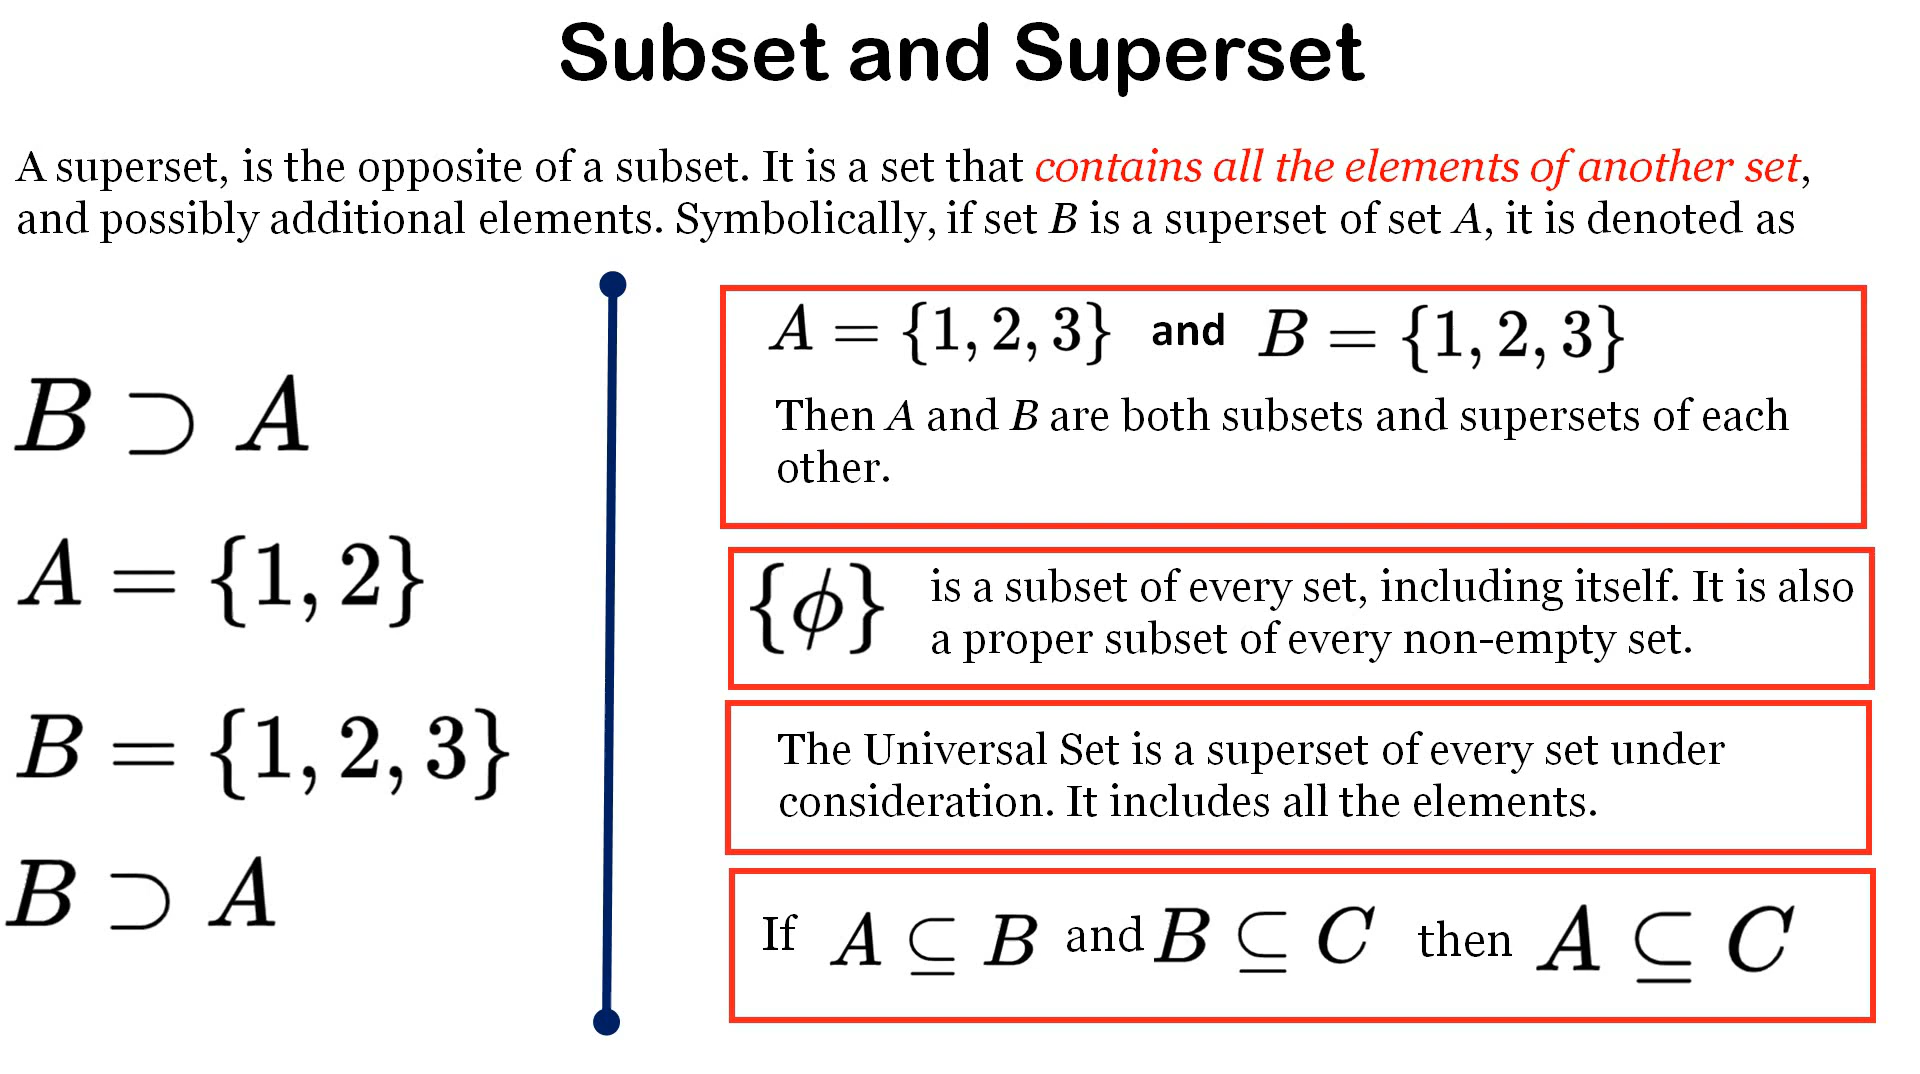 Subset and Superset
A superset, is the opposite of a subset. It is a set that contains all the elements of another set,
and possibly additional elements. Symbolically, if set B is a superset of set A, it is denoted as
B ⊃ A
A = {1, 2}
B = {1, 2, 3}
B ⊃ A
A = {1, 2, 3} and B = {1, 2, 3}
Then A and B are both subsets and supersets of each
other.
{ϕ} is a subset of every set, including itself. It is also
a proper subset of every non-empty set.
The Universal Set is a superset of every set under
consideration. It includes all the elements.
If A ⊆ B and B ⊆ C then A ⊆ C